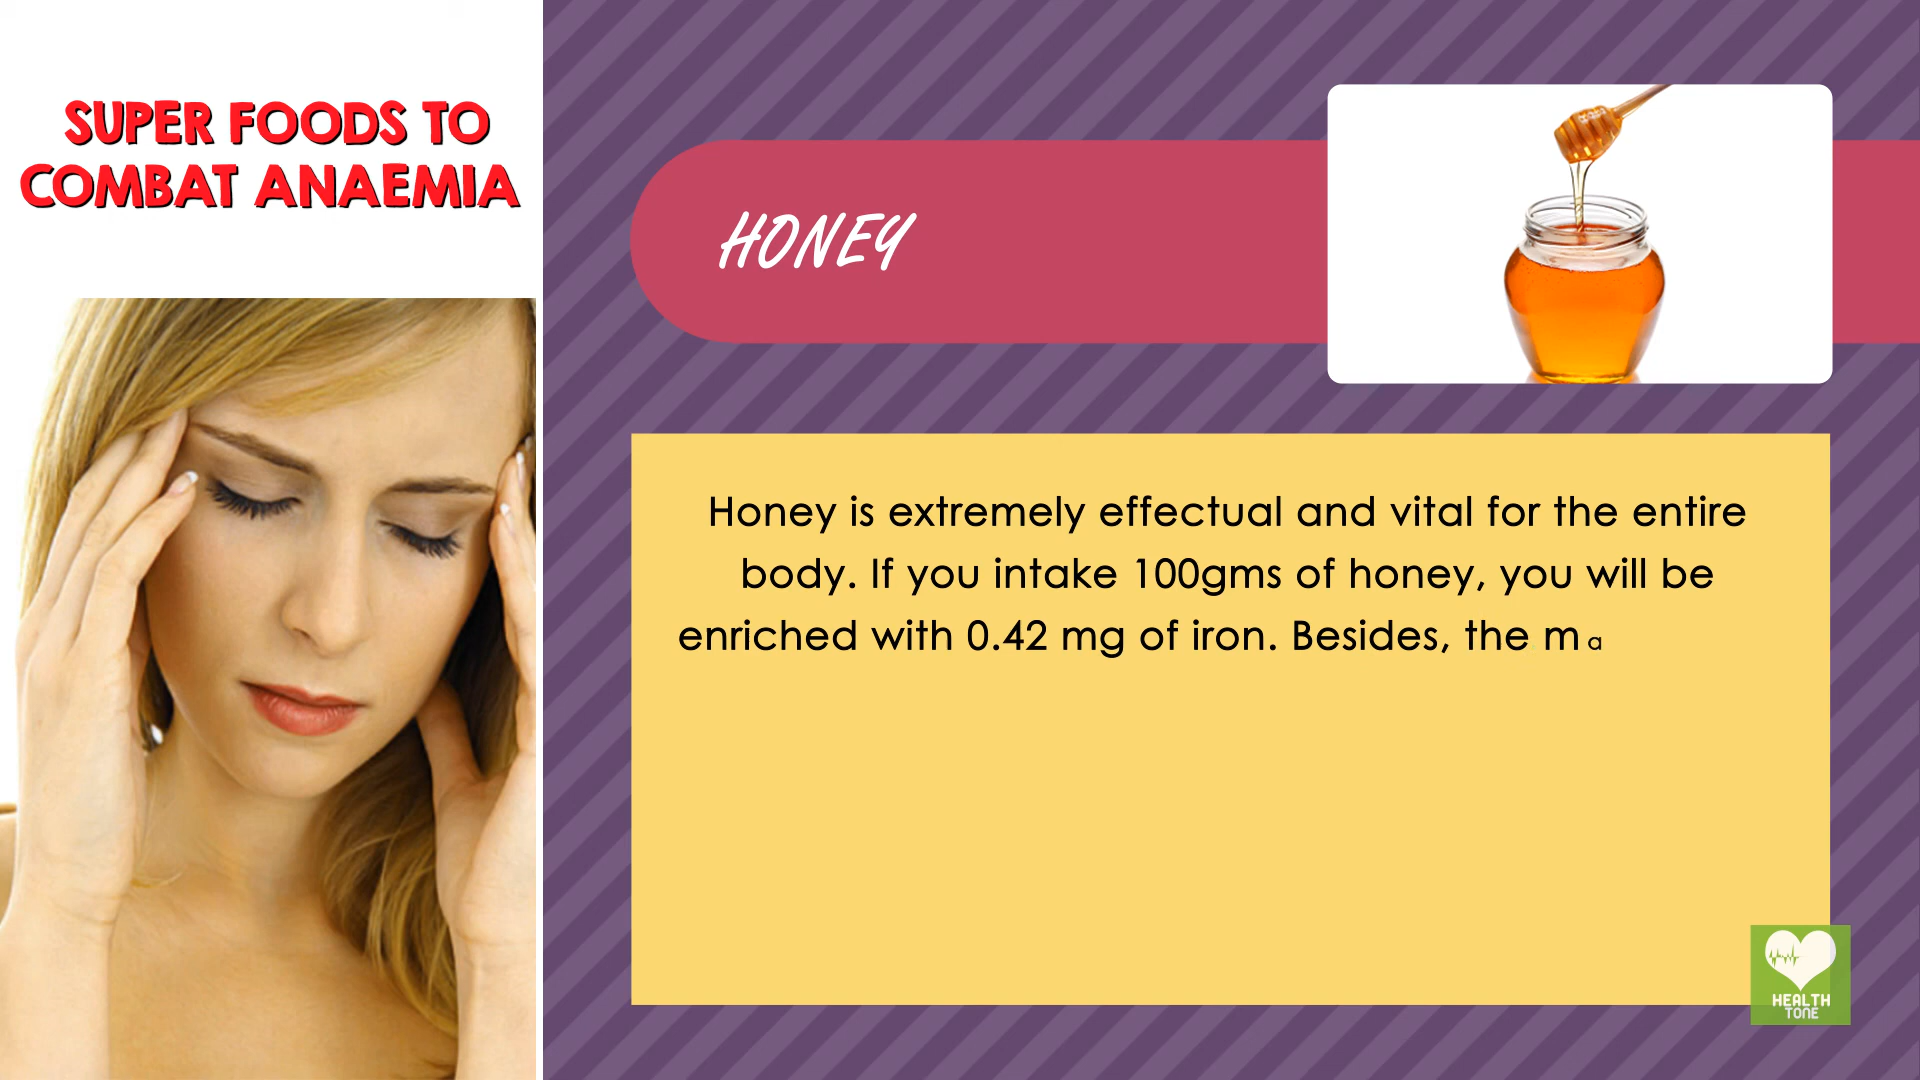 SUPER FOODS TO
COMBAT ANAEMIA
HONEY
Honey is extremely effectual and vital for the entire
body. If you intake 100gms of honey, you will be
enriched with 0.42 mg of iron. Besides, the ma
HEALTH
TONE